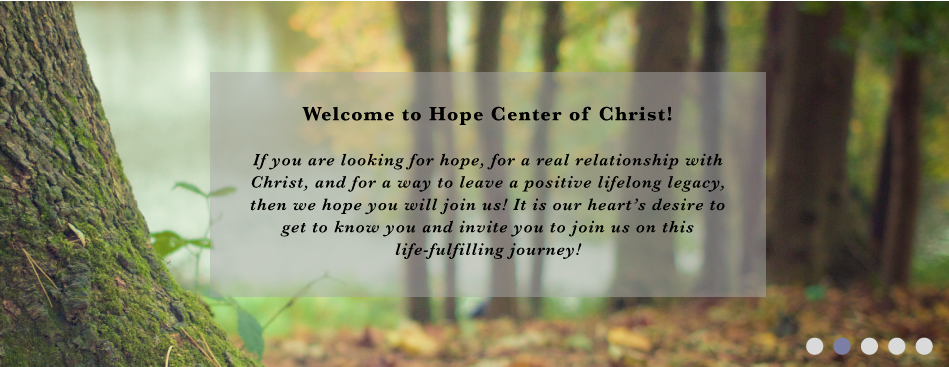 Welcome to Hope Center of Christ!
If you are looking for hope, for a real relationship with
Christ, and for a way to leave a positive lifelong legacy,
then we hope you will join us! It is our heart’s desire to
get to know you and invite you to join us on this
life-fulfilling journey!